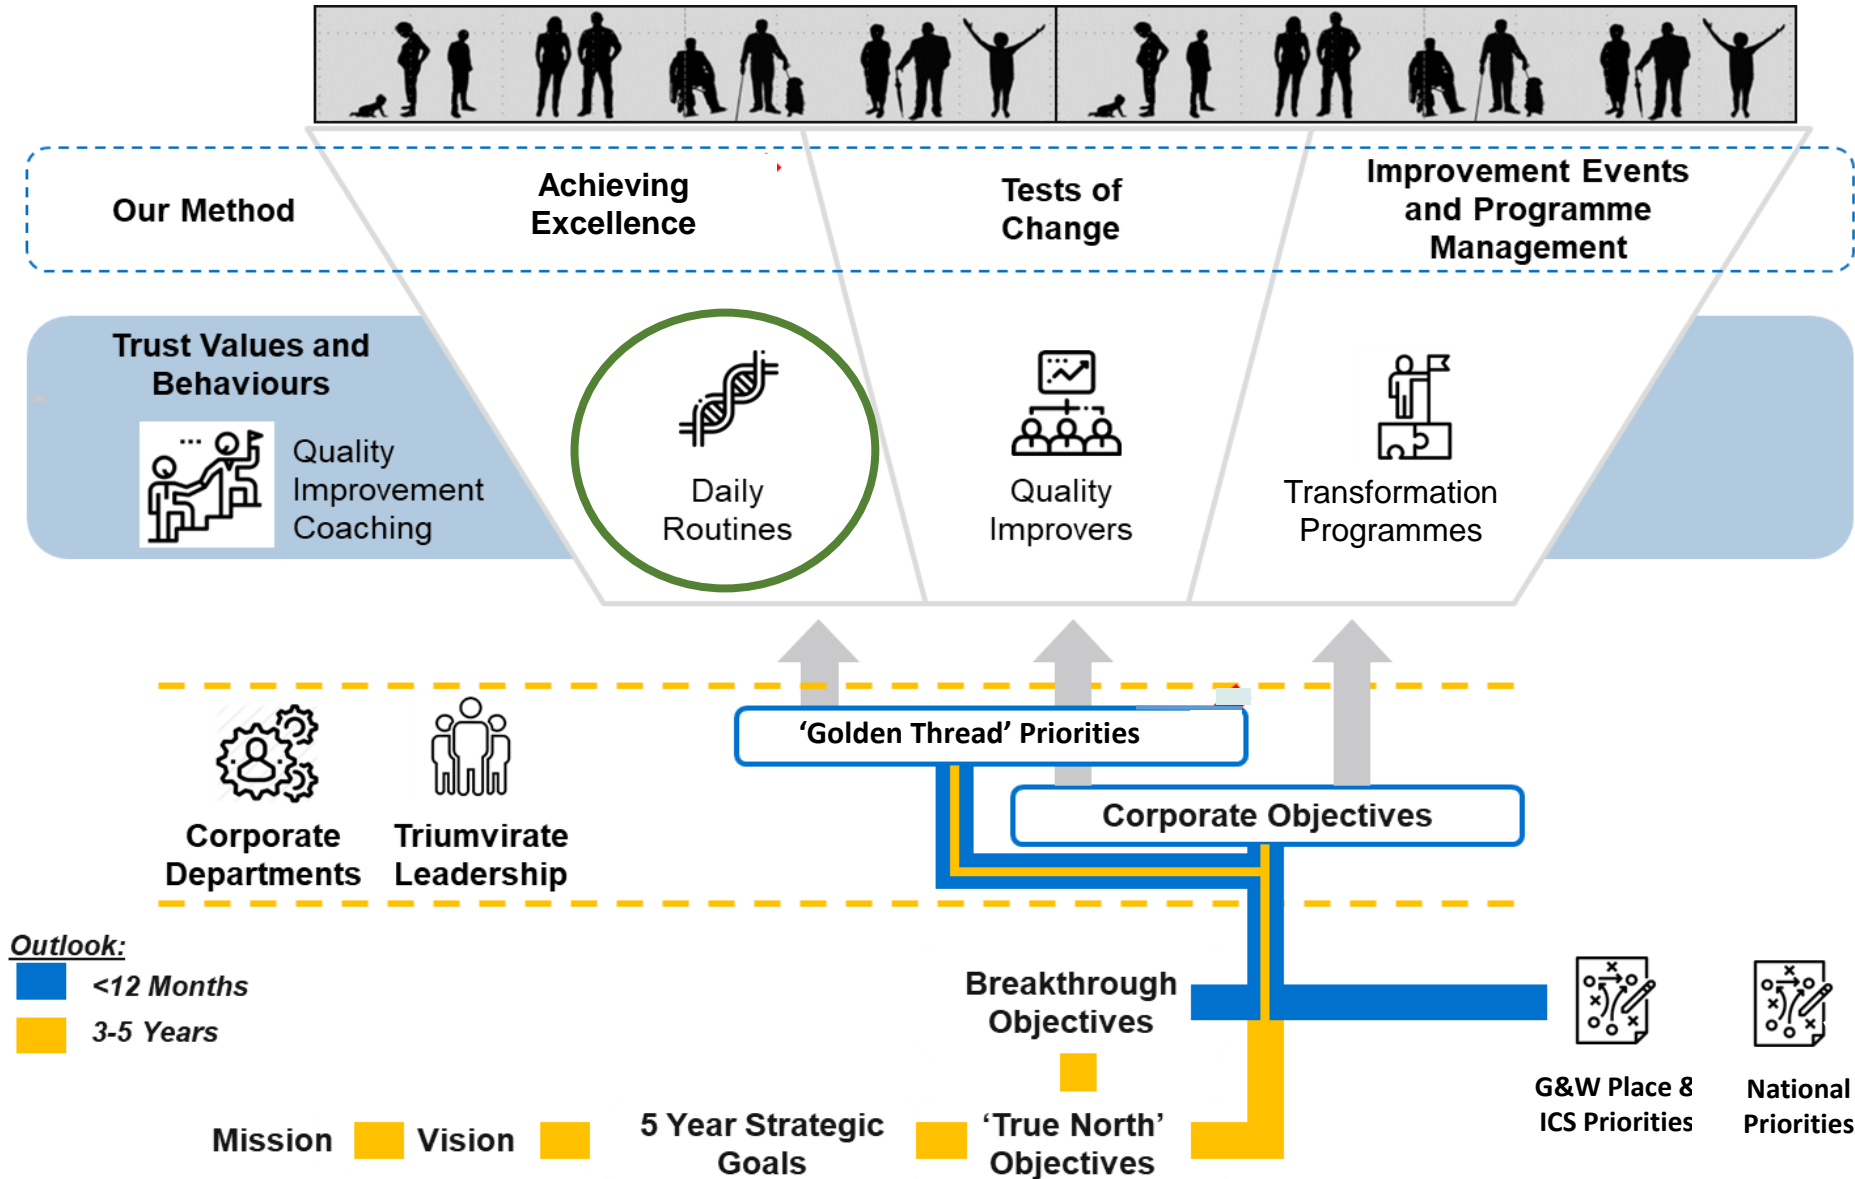 Our Method
Achieving
Excellence
Tests of
Change
Improvement Events
and Programme
Management
Trust Values and
Behaviours
Quality
Improvement
Coaching
Daily
Routines
Quality
Improvers
Transformation
Programmes
‘Golden Thread’ Priorities
Corporate Objectives
Corporate
Departments
Triumvirate
Leadership
Outlook:
<12 Months
3-5 Years
Breakthrough
Objectives
G&W Place &
ICS Priorities
National
Priorities
Mission
Vision
5 Year Strategic
Goals
‘True North’
Objectives